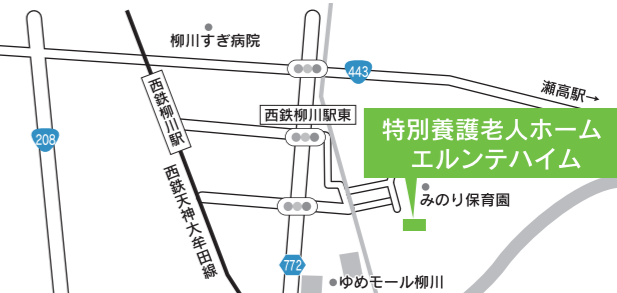 柳川すぎ病院
443
瀬高駅→
西鉄柳川駅
西鉄柳川駅東
208
特別養護老人ホーム
エルンテハイム
みのり保育園
西鉄天神大牟田線
772
ゆめモール柳川